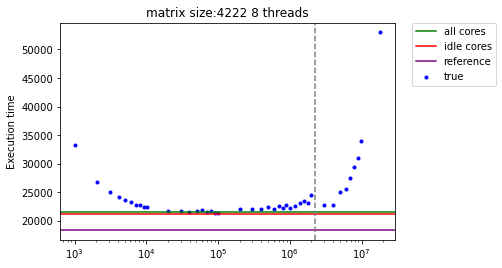 matrix size:4222 8 threads
Execution time
50000
45000
40000
35000
30000
25000
20000
10³
10⁴
10⁵
10⁶
10⁷
all cores
idle cores
reference
true